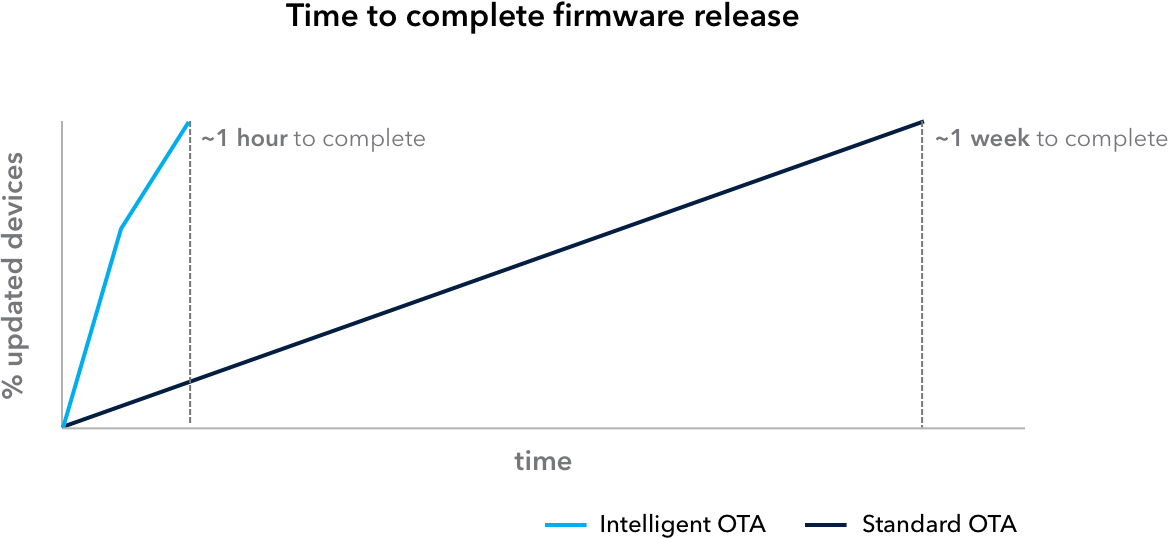 Time to complete firmware release
~1 hour to complete
~1 week to complete
% updated devices
time
Intelligent OTA
Standard OTA